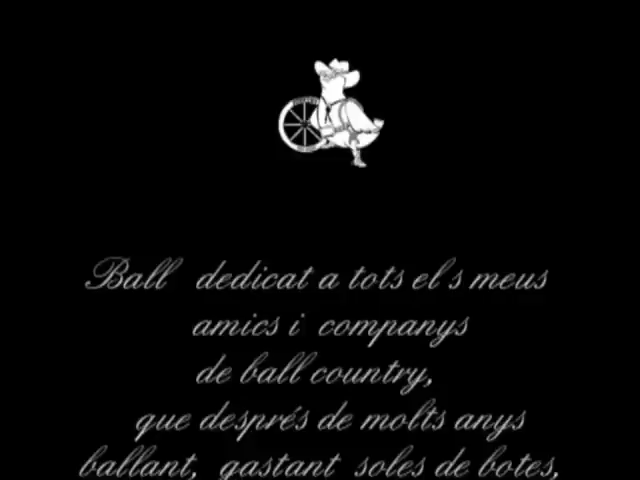 Ball dedicat a tots el s meus
amics i companys
de ball country,
que després de molts anys
ballant, gastant soles de botes,